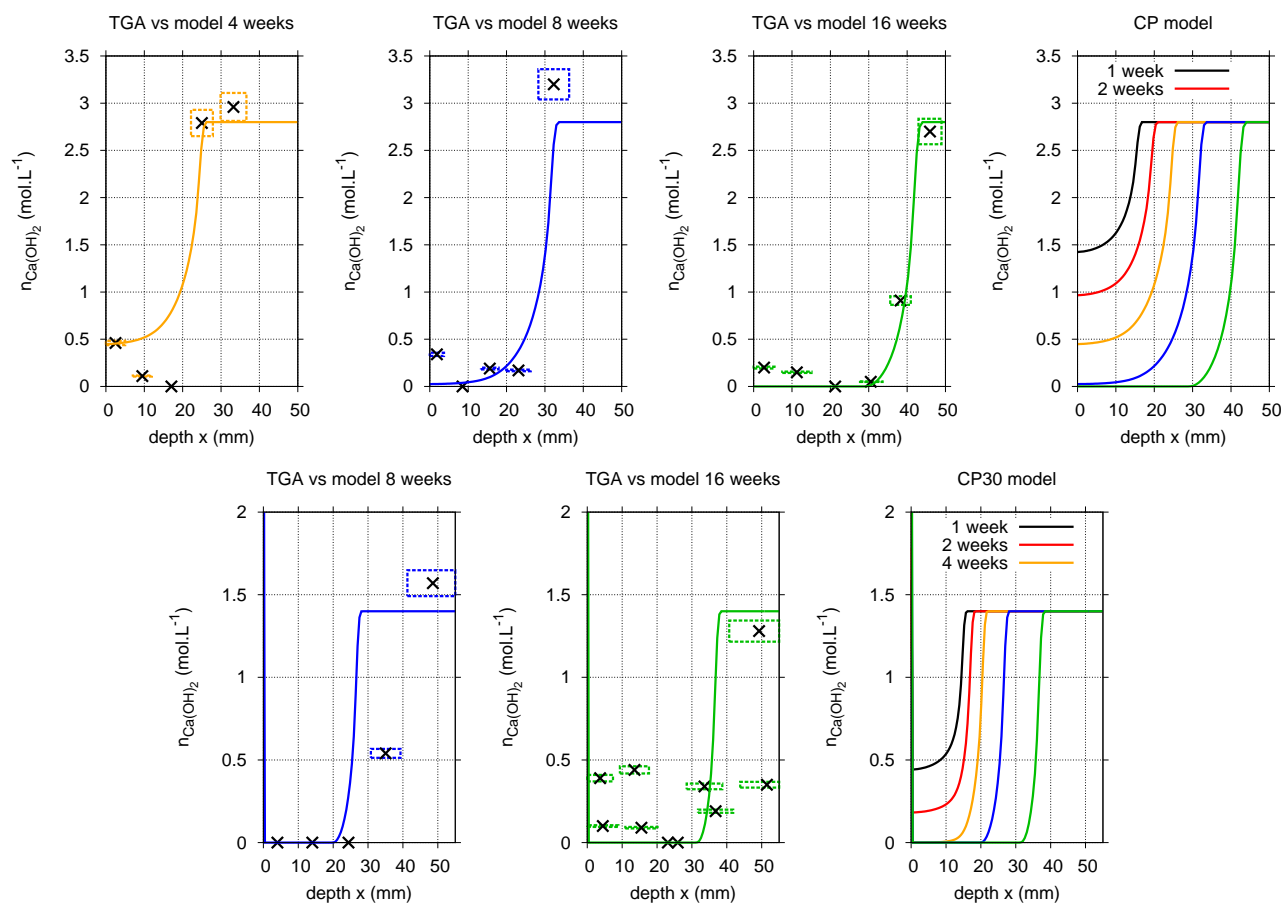 TGA vs model 4 weeks
3.5
3
2.5
2
1.5
1
0.5
0
n_Ca(OH)₂ (mol.L⁻¹)
0 10 20 30 40 50
depth x (mm)
TGA vs model 8 weeks
3.5
3
2.5
2
1.5
1
0.5
0
n_Ca(OH)₂ (mol.L⁻¹)
0 10 20 30 40 50
depth x (mm)
TGA vs model 16 weeks
3.5
3
2.5
2
1.5
1
0.5
0
n_Ca(OH)₂ (mol.L⁻¹)
0 10 20 30 40 50
depth x (mm)
CP model
1 week
2 weeks
3.5
3
2.5
2
1.5
1
0.5
0
n_Ca(OH)₂ (mol.L⁻¹)
0 10 20 30 40 50
depth x (mm)
TGA vs model 8 weeks
2
1.5
1
0.5
0
n_Ca(OH)₂ (mol.L⁻¹)
0 10 20 30 40 50
depth x (mm)
TGA vs model 16 weeks
2
1.5
1
0.5
0
n_Ca(OH)₂ (mol.L⁻¹)
0 10 20 30 40 50
depth x (mm)
CP30 model
1 week
2 weeks
4 weeks
2
1.5
1
0.5
0
n_Ca(OH)₂ (mol.L⁻¹)
0 10 20 30 40 50
depth x (mm)